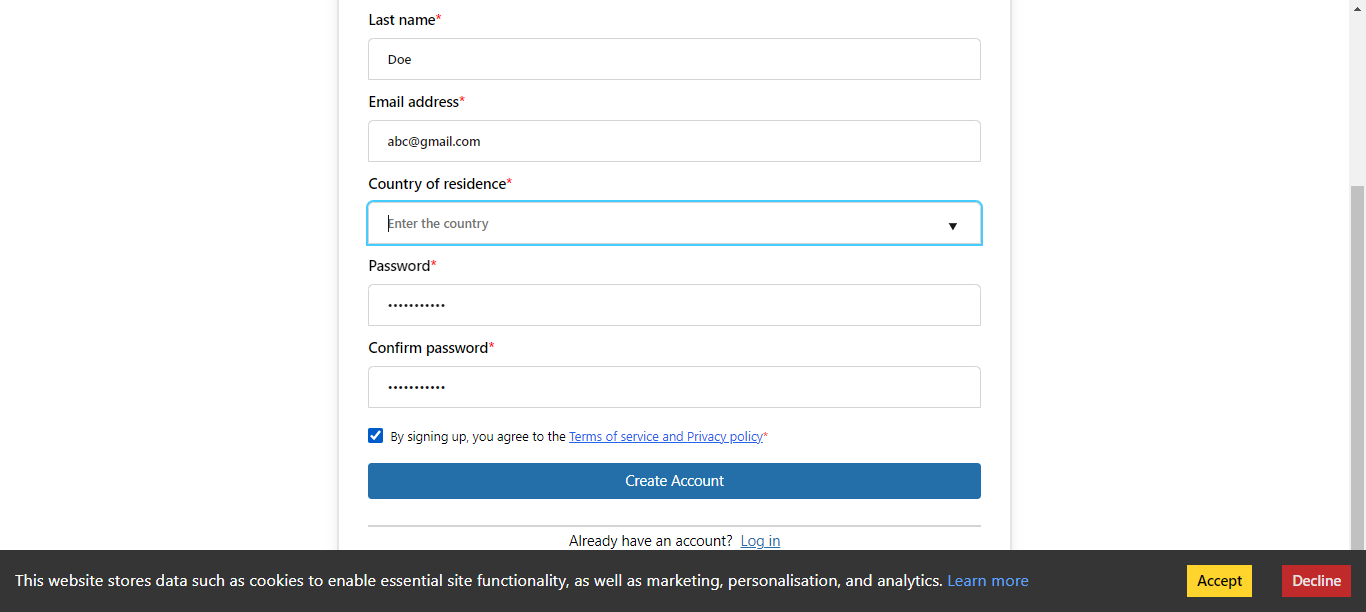 Last name*
Doe
Email address*
abc@gmail.com
Country of residence*
Enter the country
Password*
•••••••••••
Confirm password*
•••••••••••
By signing up, you agree to the Terms of service and Privacy policy*
Create Account
Already have an account? Log in
This website stores data such as cookies to enable essential site functionality, as well as marketing, personalisation, and analytics. Learn more Accept Decline